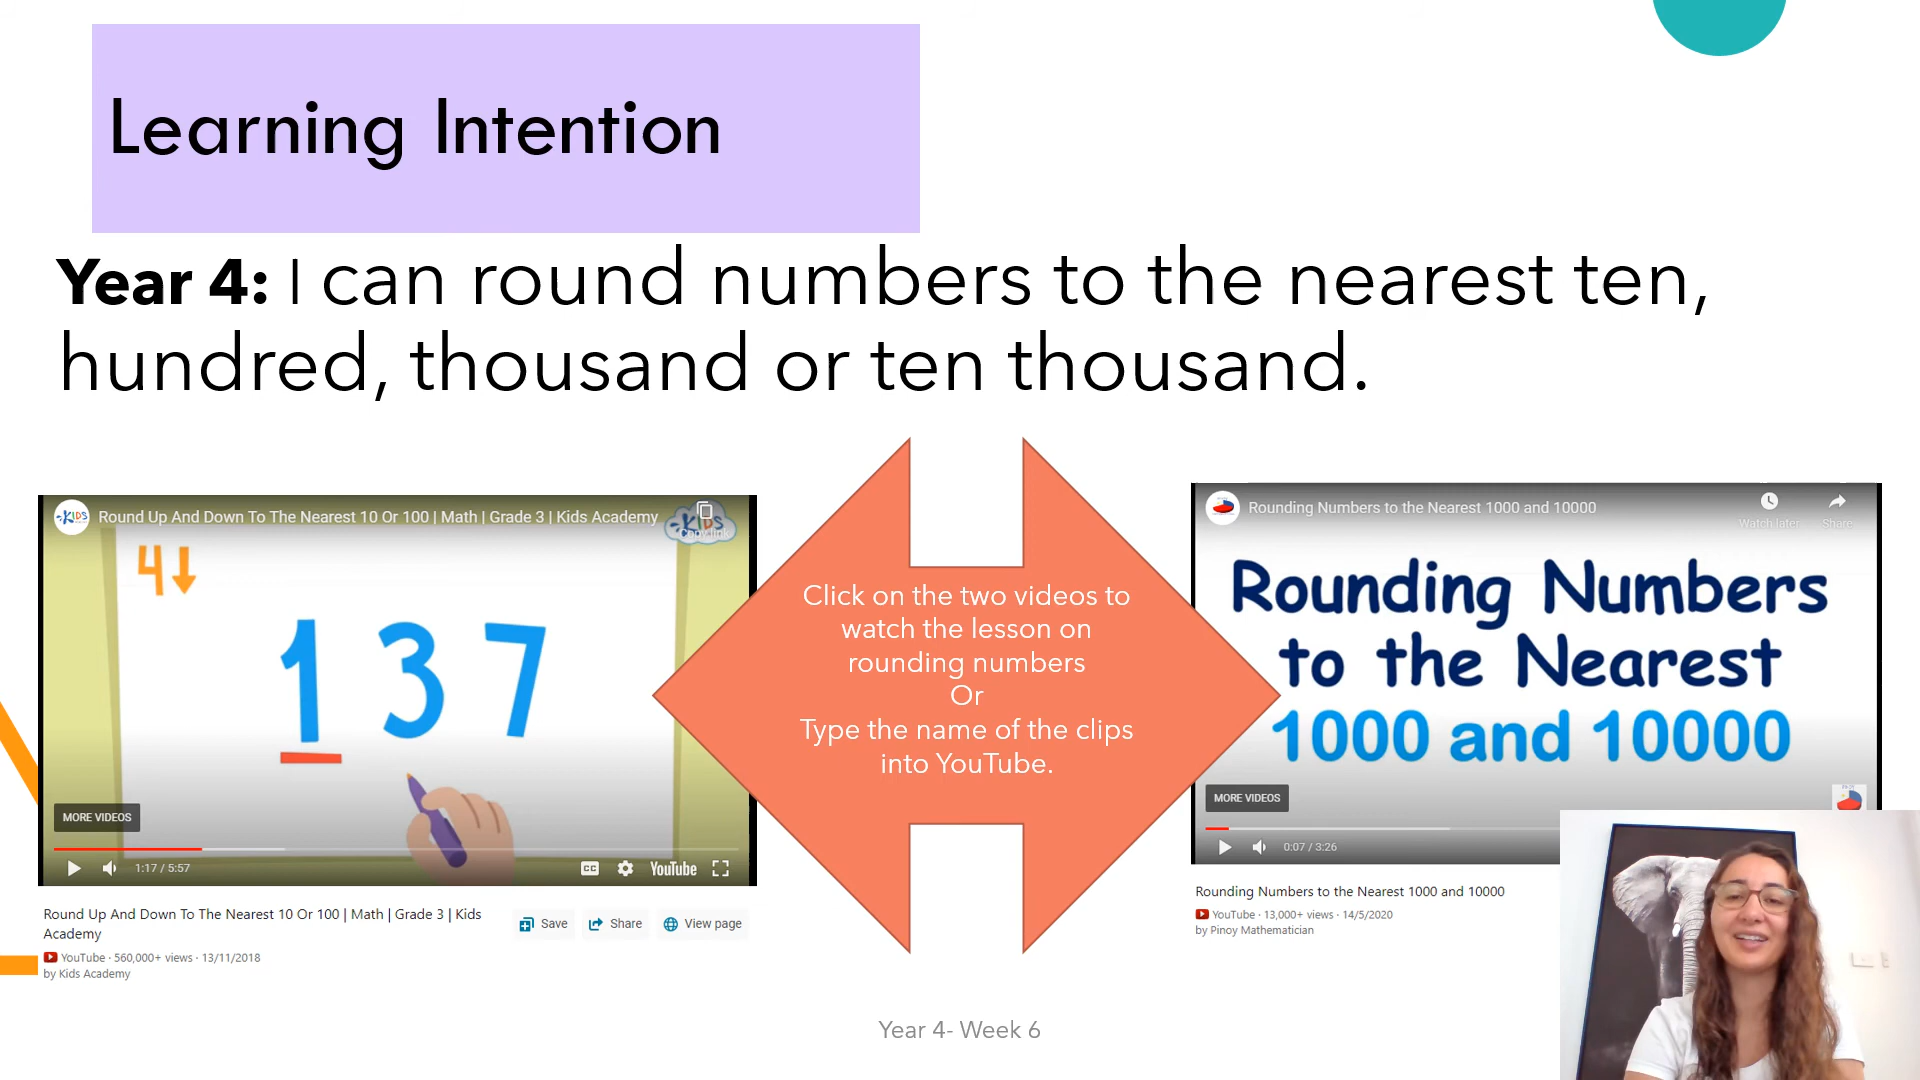 Learning Intention
Year 4: I can round numbers to the nearest ten,
hundred, thousand or ten thousand.
KIDS
Round Up And Down To The Nearest 10 Or 100 | Math | Grade 3 | Kids Academy
KIDS
Copy link
4
137
MORE VIDEOS
1:17 / 5:57
CC
YouTube
Round Up And Down To The Nearest 10 Or 100 | Math | Grade 3 | Kids
Academy
Save
Share
View page
YouTube · 560,000+ views · 13/11/2018
by Kids Academy
Click on the two videos to
watch the lesson on
rounding numbers
Or
Type the name of the clips
into YouTube.
Rounding Numbers to the Nearest 1000 and 10000
Watch later
Share
Rounding Numbers
to the Nearest
1000 and 10000
MORE VIDEOS
0:07 / 3:26
Rounding Numbers to the Nearest 1000 and 10000
YouTube · 13,000+ views · 14/5/2020
by Pinoy Mathematician
Year 4- Week 6